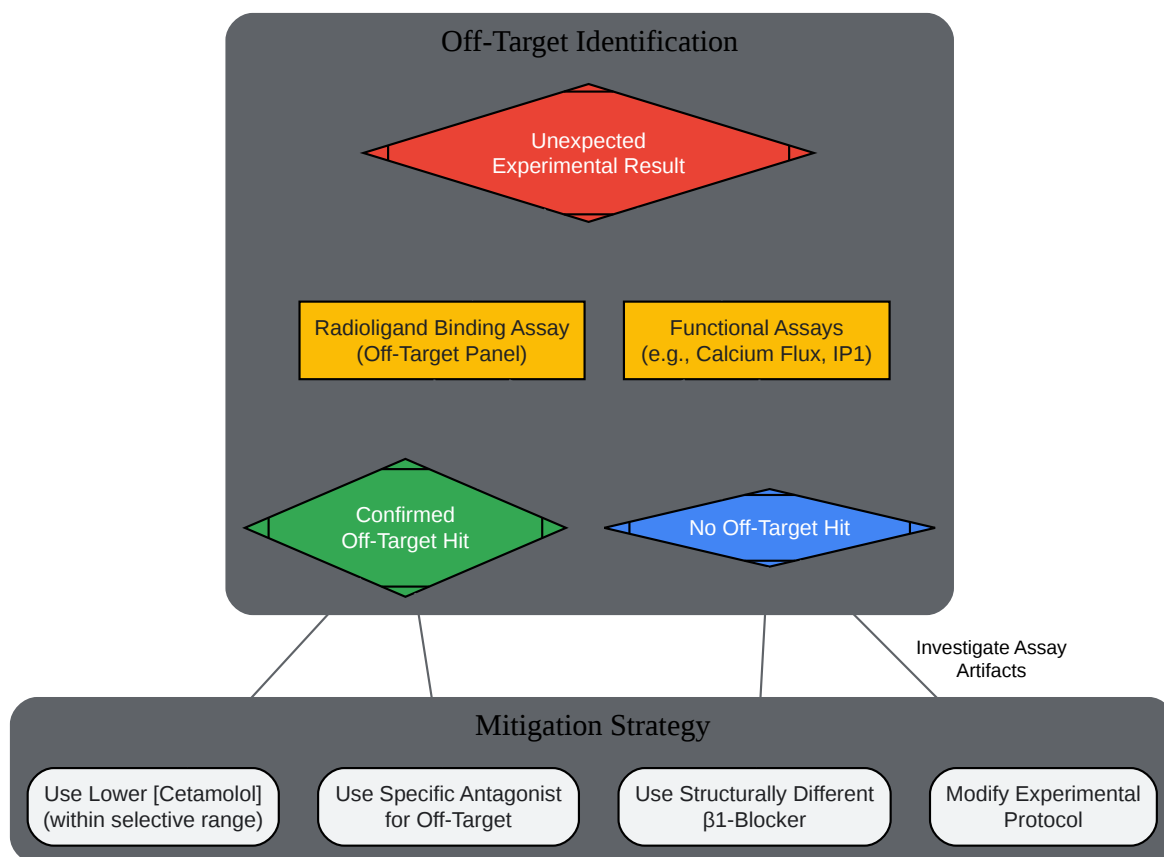 Off-Target Identification
Unexpected
Experimental Result
Radioligand Binding Assay
(Off-Target Panel)
Functional Assays
(e.g., Calcium Flux, IP1)
Confirmed
Off-Target Hit
No Off-Target Hit
Investigate Assay
Artifacts
Mitigation Strategy
Use Lower [Cetamolol]
(within selective range)
Use Specific Antagonist
for Off-Target
Use Structurally Different
β1-Blocker
Modify Experimental
Protocol